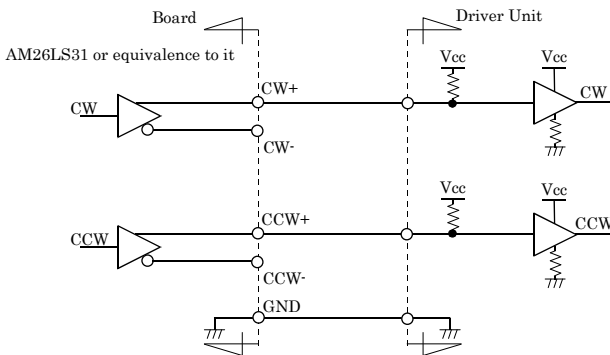 Board
Driver Unit
AM26LS31 or equivalence to it
Vcc
Vcc
CW
CW+
CW
CW-
Vcc
Vcc
CCW
CCW+
CCW
CCW-
GND